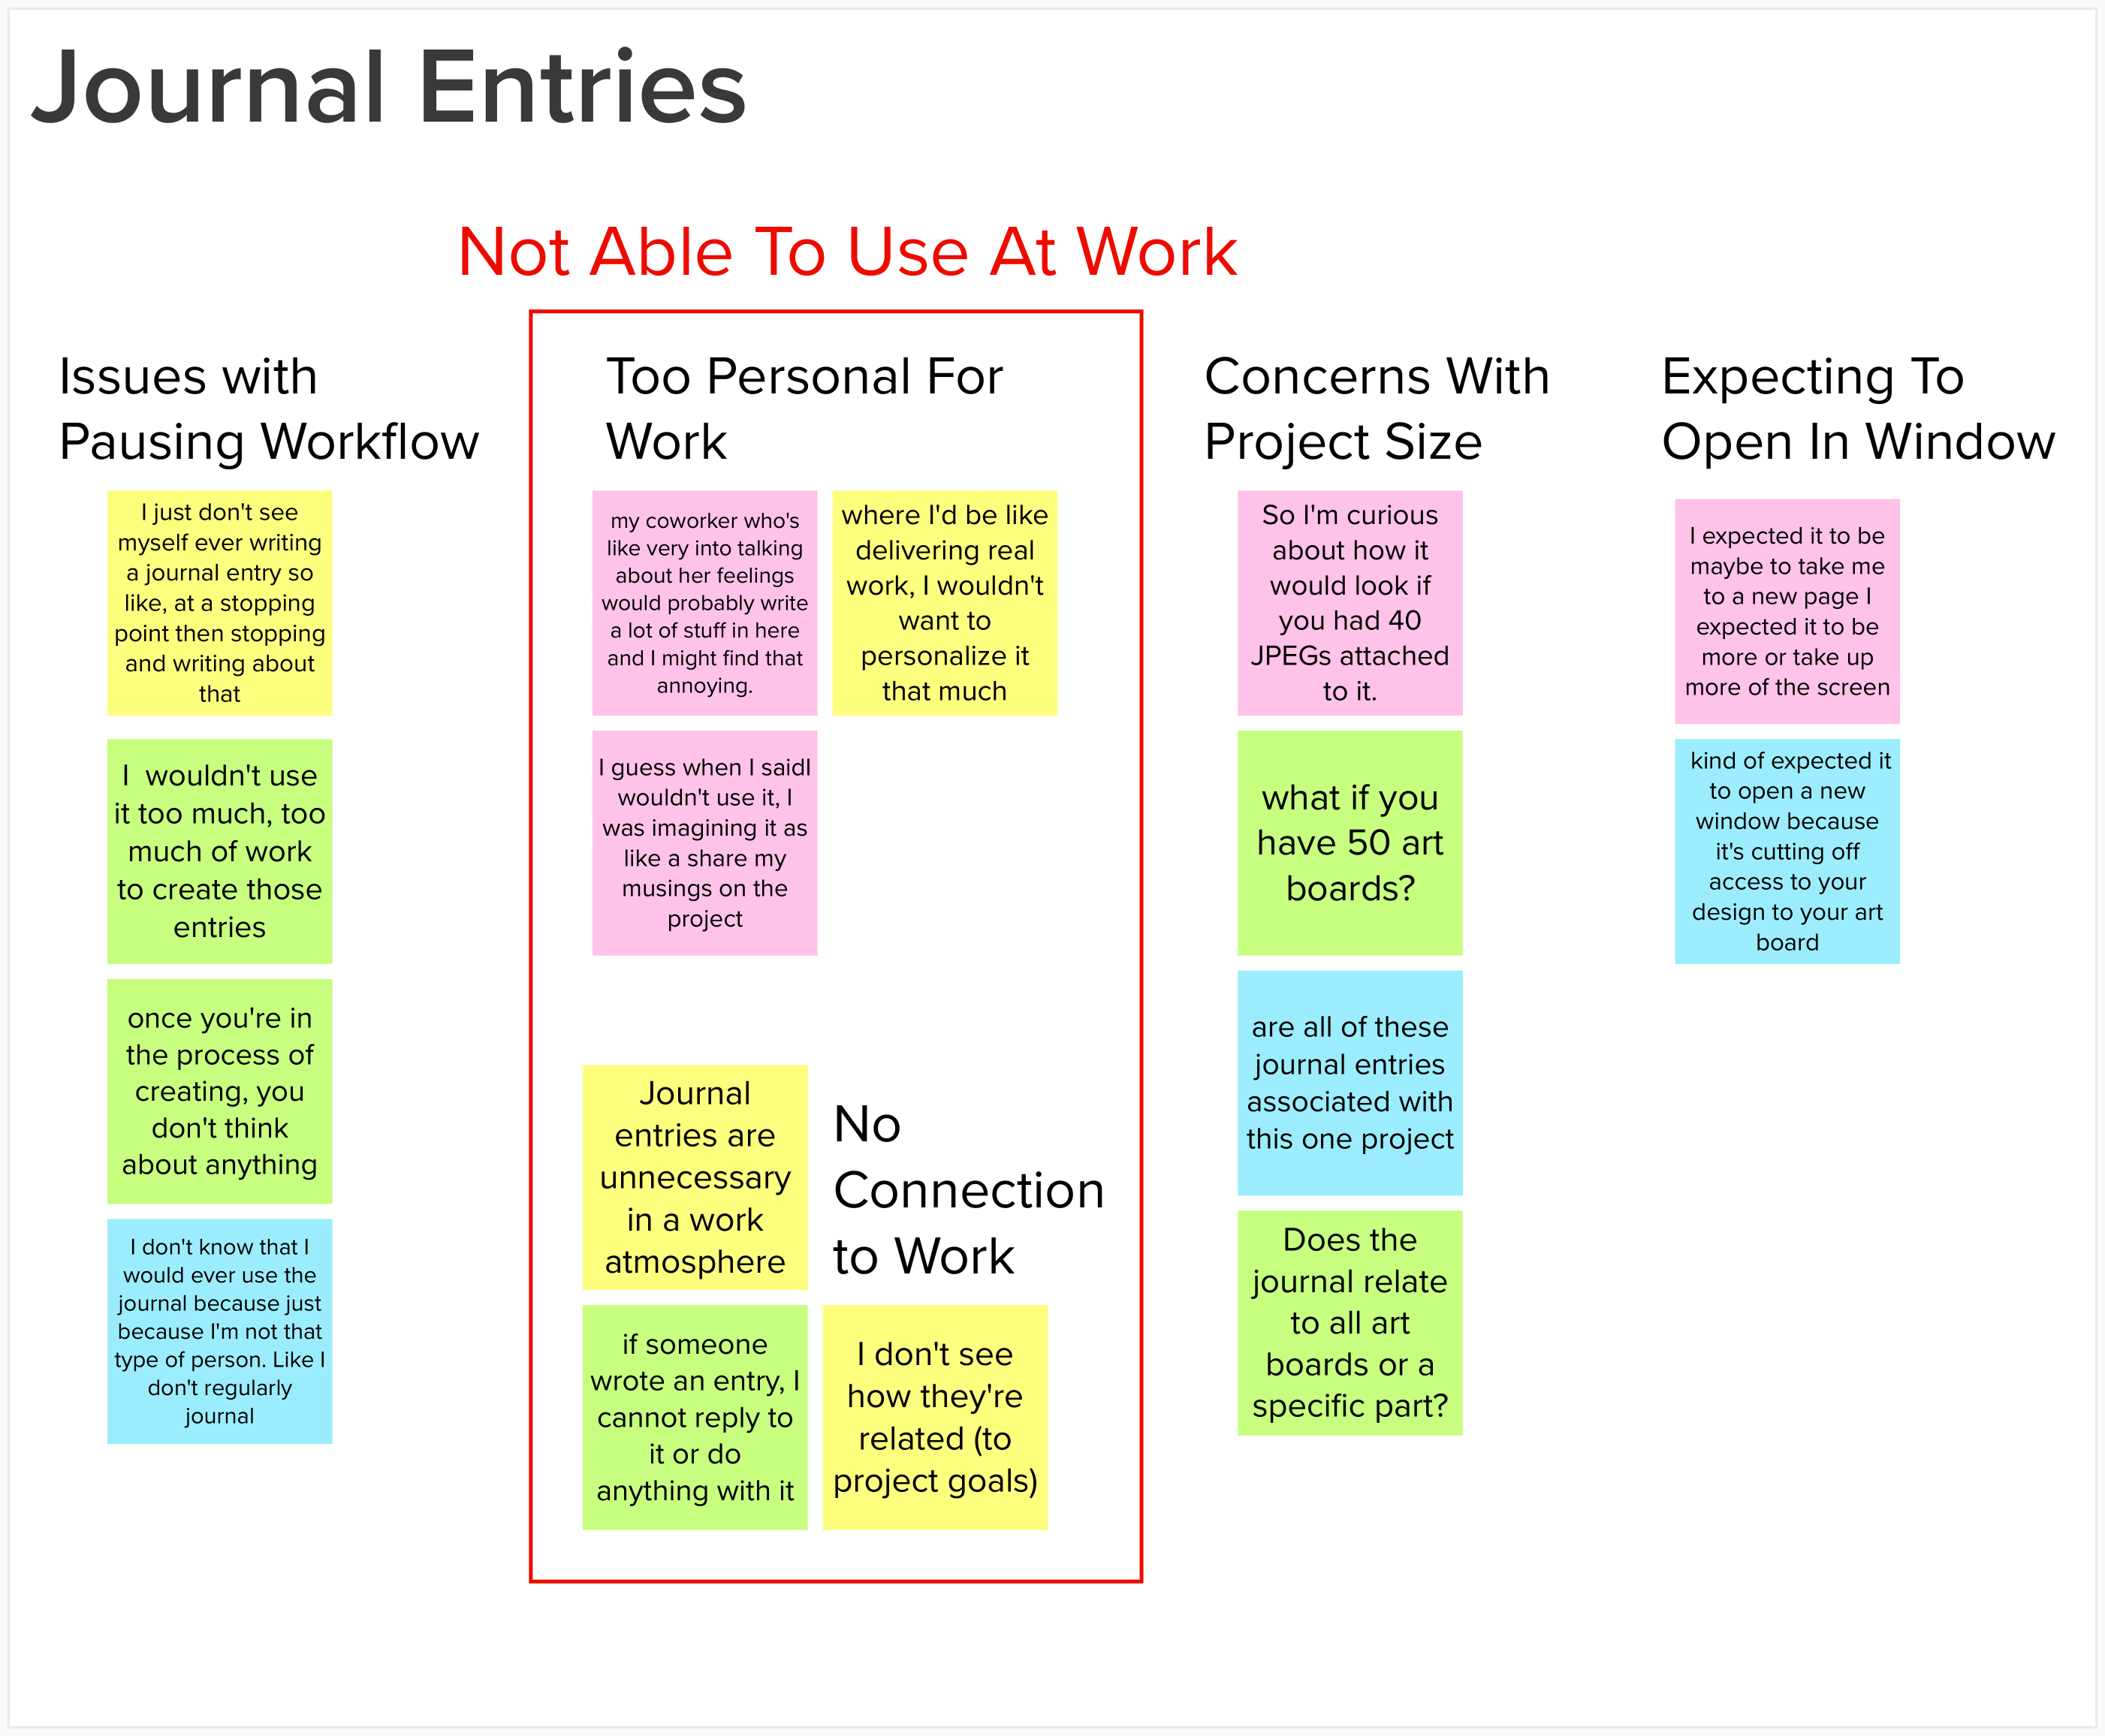 Journal Entries
Not Able To Use At Work
Issues with
Pausing Workflow
I just don't see
myself ever writing
a journal entry so
like, at a stopping
point then stopping
and writing about
that
I  wouldn't use
it too much, too
much of work
to create those
entries
once you're in
the process of
creating, you
don't think
about anything
I don't know that I
would ever use the
journal because just
because I'm not that
type of person. Like I
don't regularly
journal
Too Personal For
Work
my coworker who's
like very into talking
about her feelings
would probably write
a lot of stuff in here
and I might find that
annoying.
where I'd be like
delivering real
work, I wouldn't
want to
personalize it
that much
I guess when I saidI
wouldn't use it, I
was imagining it as
like a share my
musings on the
project
Journal
entries are
unnecessary
in a work
atmosphere
No
Connection
to Work
if someone
wrote an entry, I
cannot reply to
it or do
anything with it
I don't see
how they're
related (to
project goals)
Concerns With
Project Size
So I'm curious
about how it
would look if
you had 40
JPEGs attached
to it.
what if you
have 50 art
boards?
are all of these
journal entries
associated with
this one project
Does the
journal relate
to all art
boards or a
specific part?
Expecting To
Open In Window
I expected it to be
maybe to take me
to a new page I
expected it to be
more or take up
more of the screen
kind of expected it
to open a new
window because
it's cutting off
access to your
design to your art
board